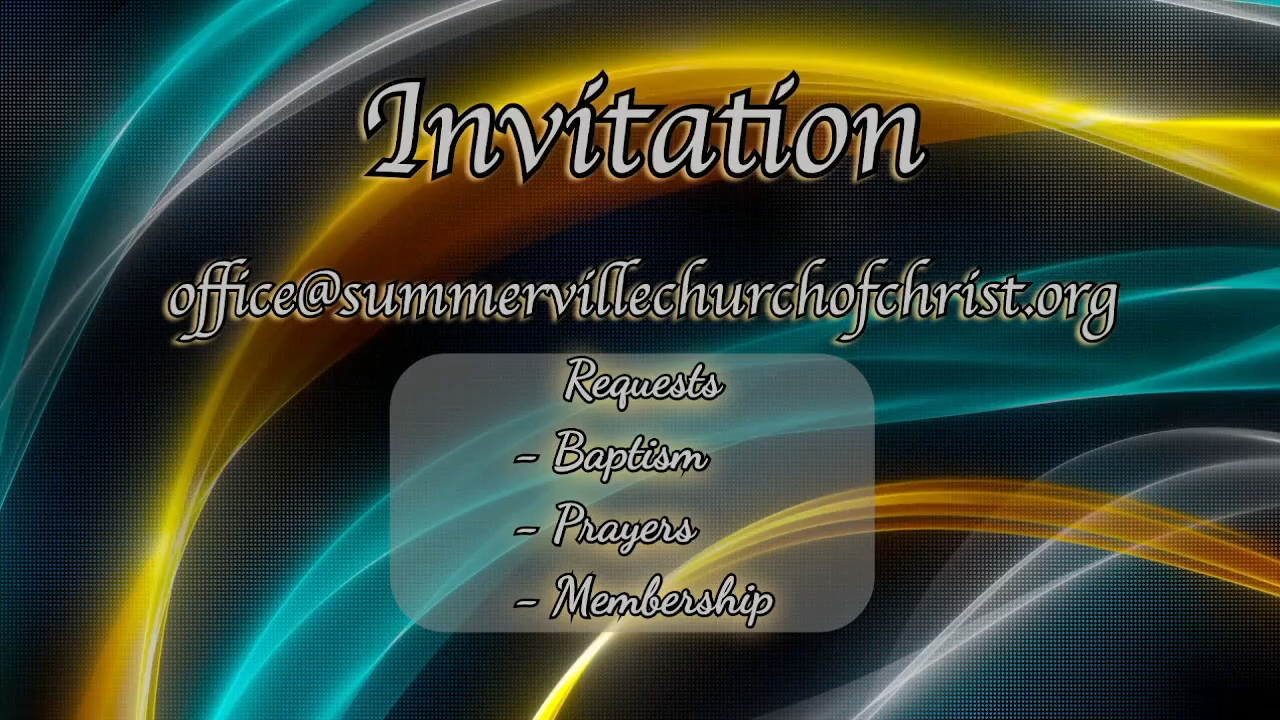 Invitation
office@summervillechurchofchrist.org
Requests
- Baptism
- Prayers
- Membership